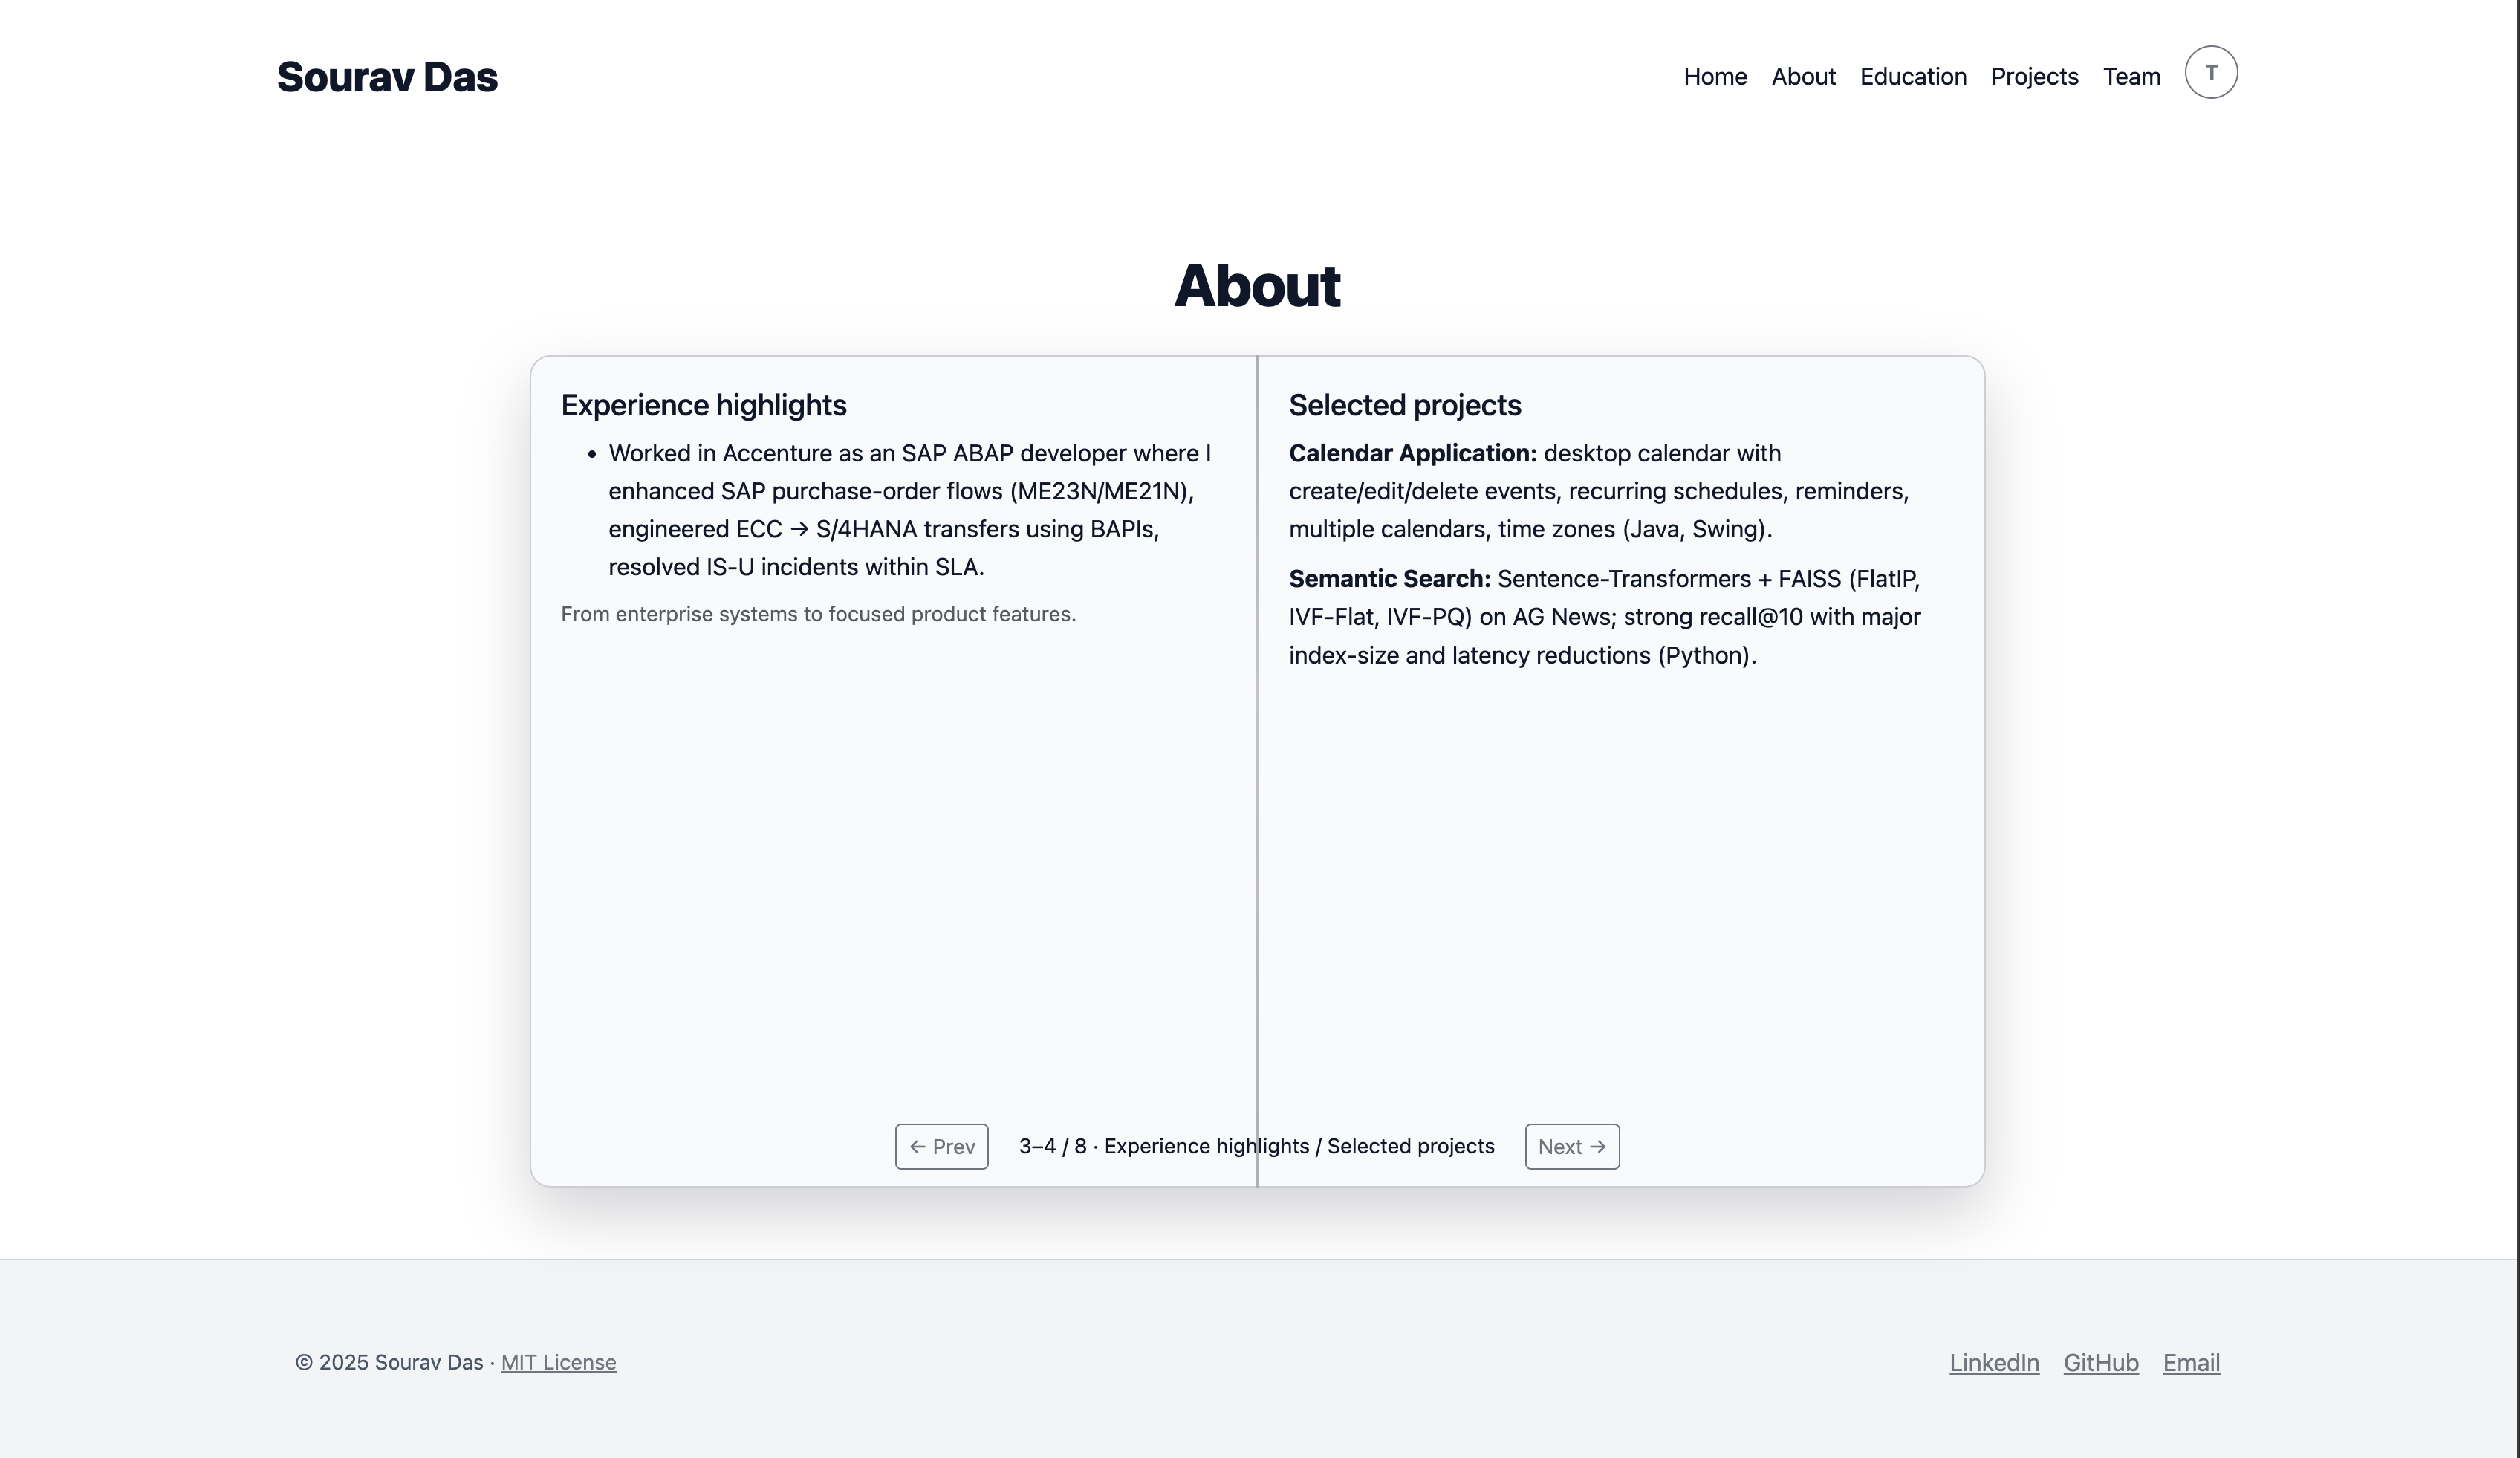 Sourav Das
Home About Education Projects Team T
About
Experience highlights
• Worked in Accenture as an SAP ABAP developer where I
enhanced SAP purchase-order flows (ME23N/ME21N),
engineered ECC → S/4HANA transfers using BAPIs,
resolved IS-U incidents within SLA.
From enterprise systems to focused product features.
Selected projects
Calendar Application: desktop calendar with
create/edit/delete events, recurring schedules, reminders,
multiple calendars, time zones (Java, Swing).
Semantic Search: Sentence-Transformers + FAISS (FlatIP,
IVF-Flat, IVF-PQ) on AG News; strong recall@10 with major
index-size and latency reductions (Python).
← Prev 3–4 / 8 · Experience highlights / Selected projects Next →
© 2025 Sourav Das · MIT License
LinkedIn GitHub Email